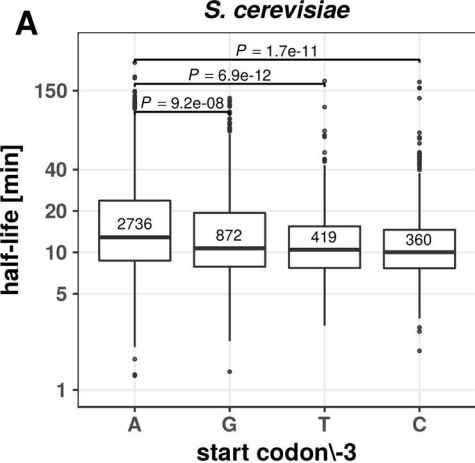 A
S. cerevisiae
P = 1.7e-11
P = 6.9e-12
P = 9.2e-08
half-life [min]
150
40
20
10
5
1
2736
872
419
360
A G T C
start codon\-3